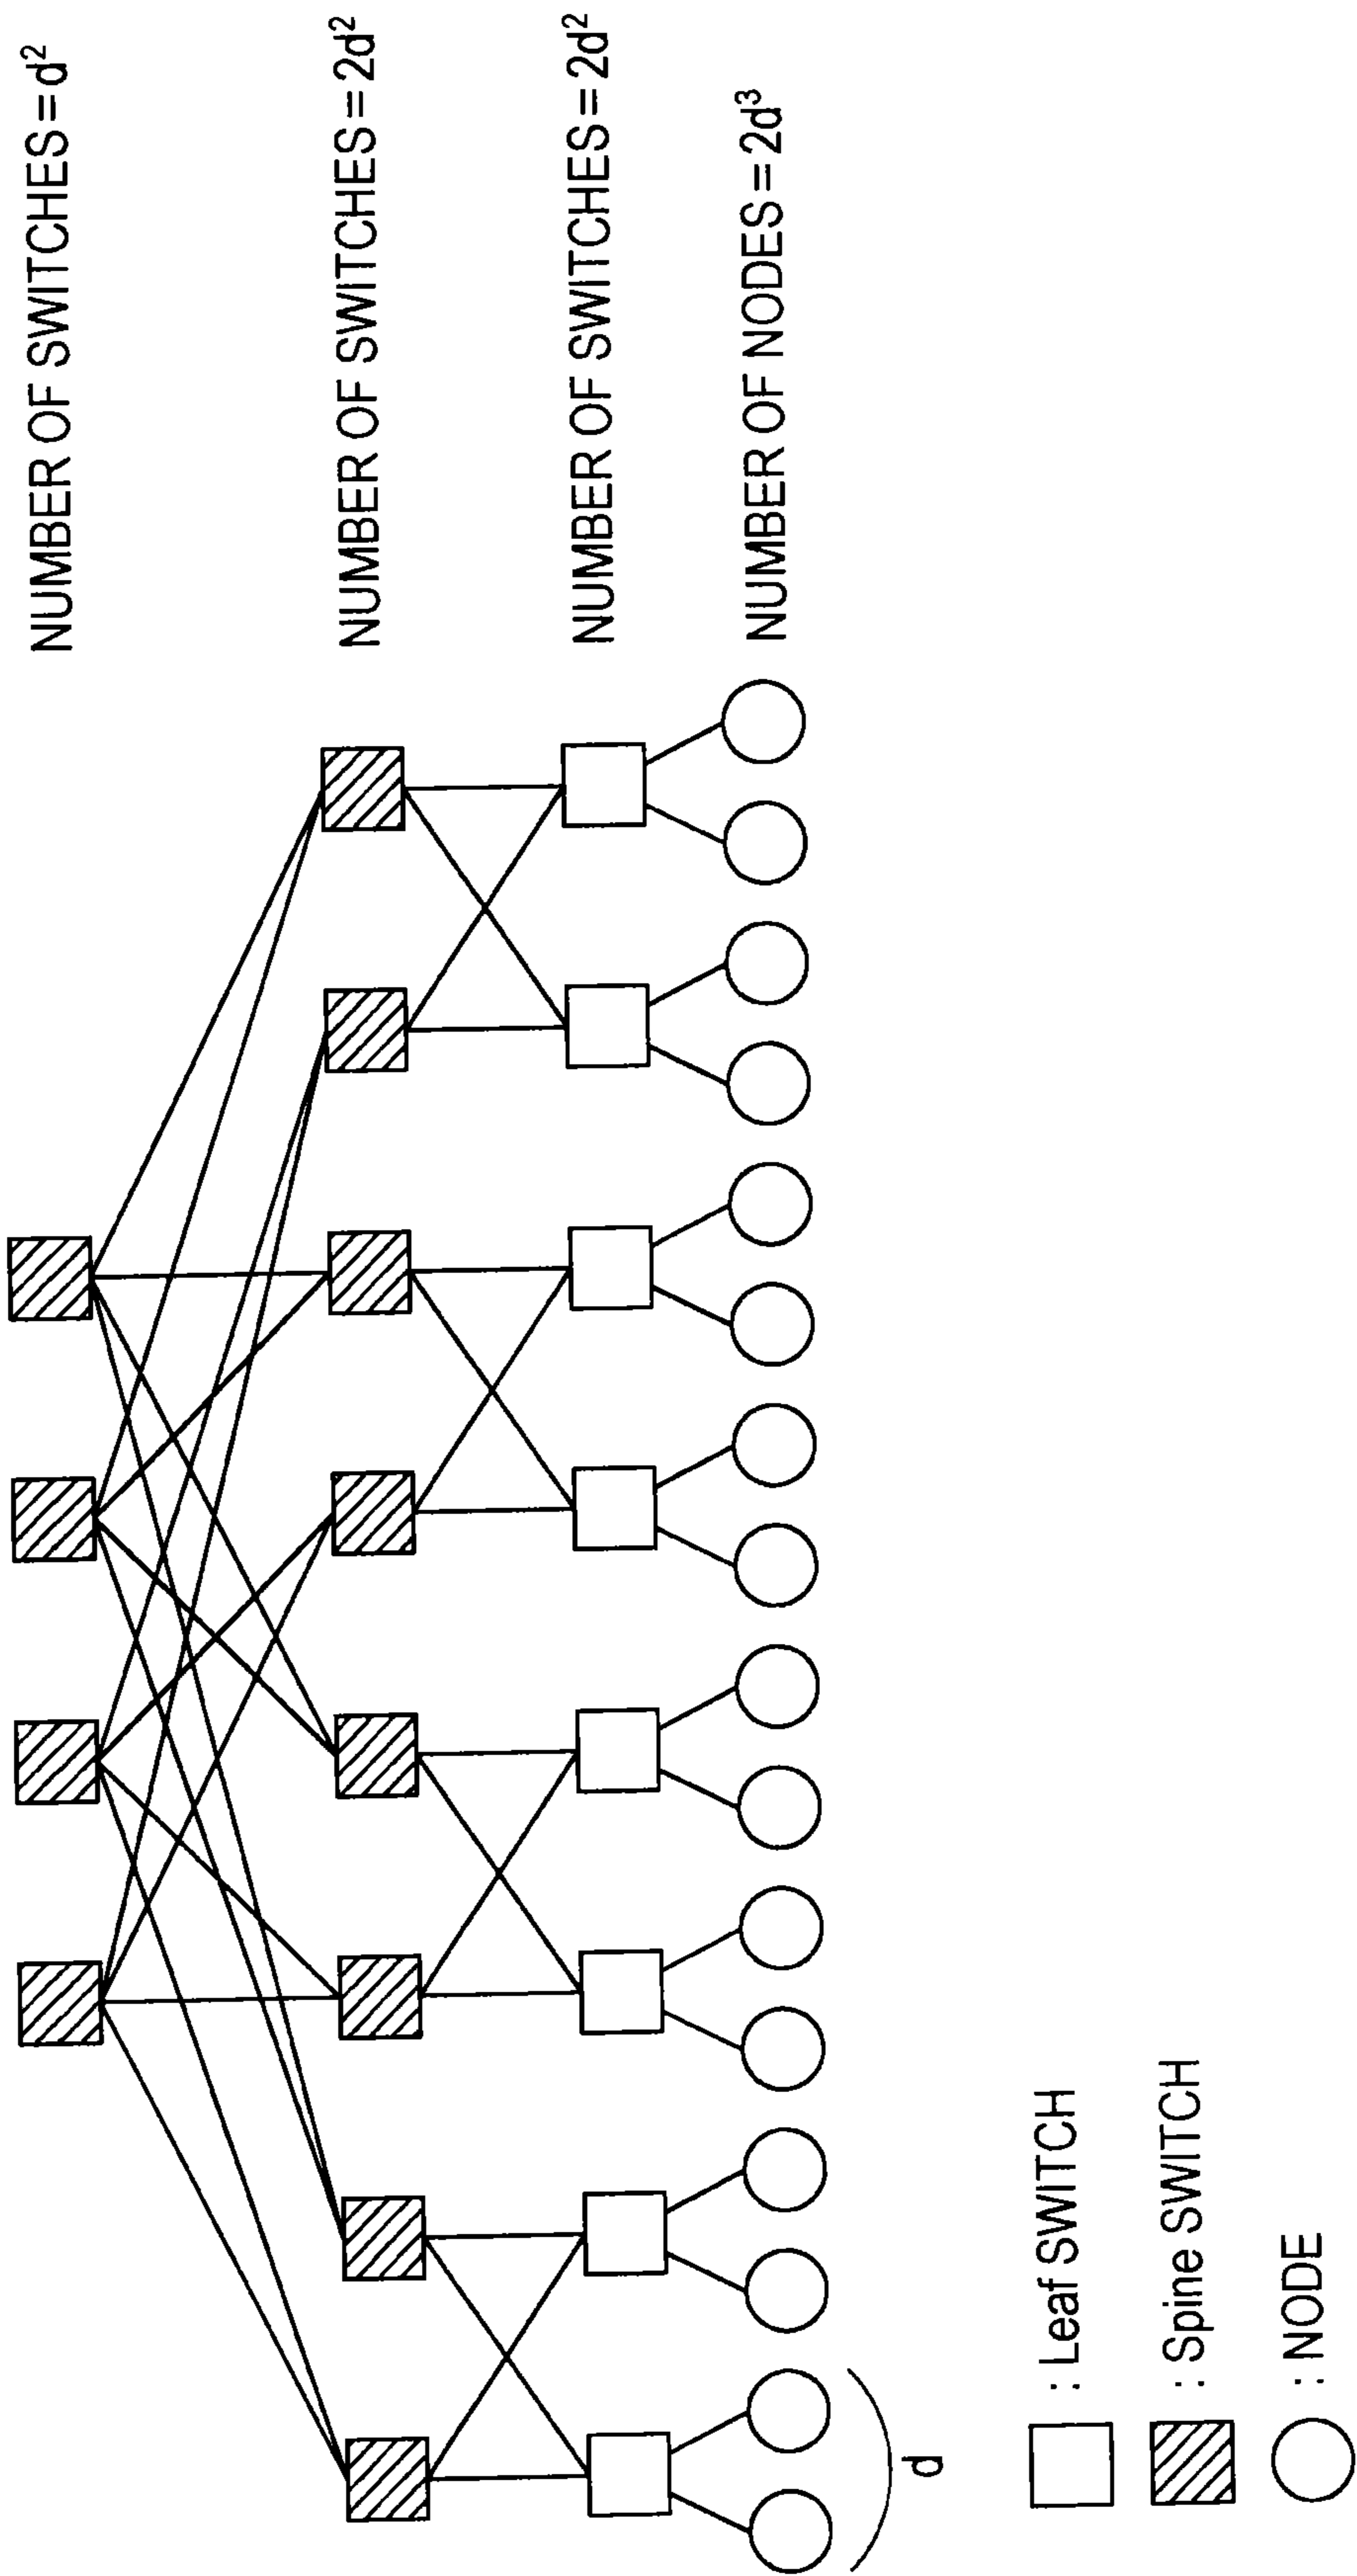 NUMBER OF SWITCHES=d²
NUMBER OF SWITCHES=2d²
NUMBER OF SWITCHES=2d²
NUMBER OF NODES=2d³
d
: Leaf SWITCH
: Spine SWITCH
: NODE